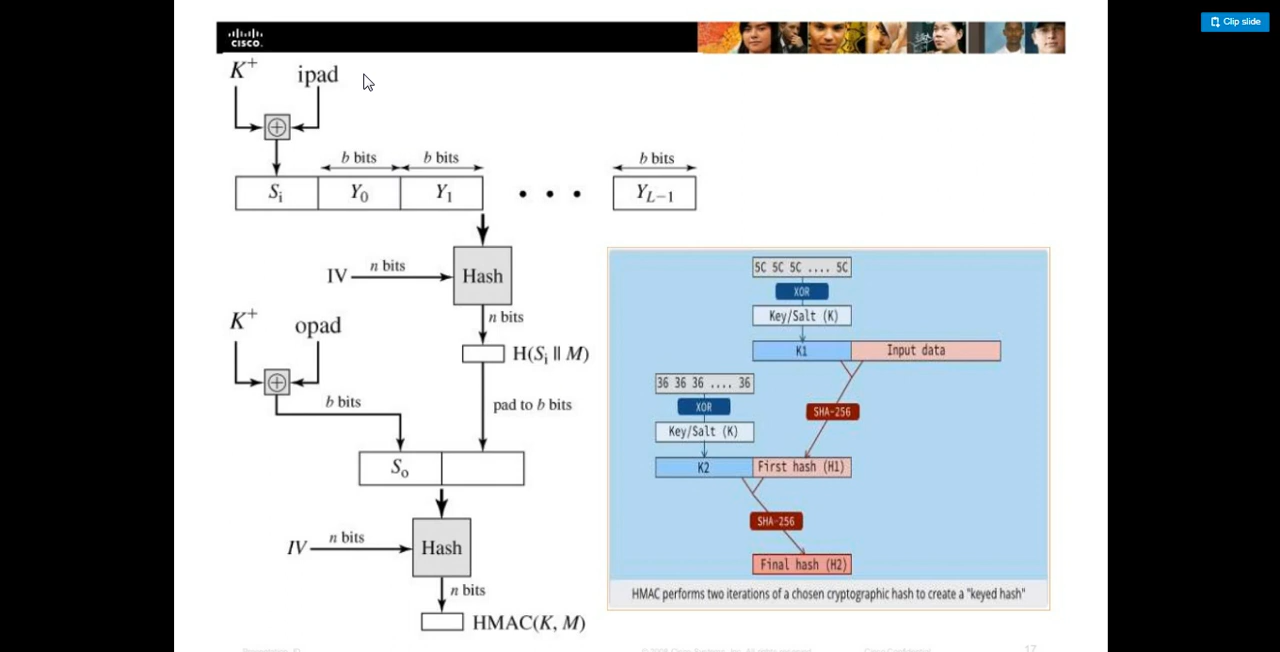 Clip slide
CISCO.
K+ ipad
⊕
b bits b bits b bits
Si Y0 Y1 • • • YL−1
IV n bits Hash
n bits
K+ opad
H(Si || M)
⊕
b bits
pad to b bits
So
IV n bits Hash
n bits
HMAC(K, M)
5C 5C 5C .... 5C
XOR
Key/Salt (K)
K1 Input data
36 36 36 .... 36
XOR
SHA-256
Key/Salt (K)
K2 First hash (H1)
SHA-256
Final hash (H2)
HMAC performs two iterations of a chosen cryptographic hash to create a "keyed hash"
17